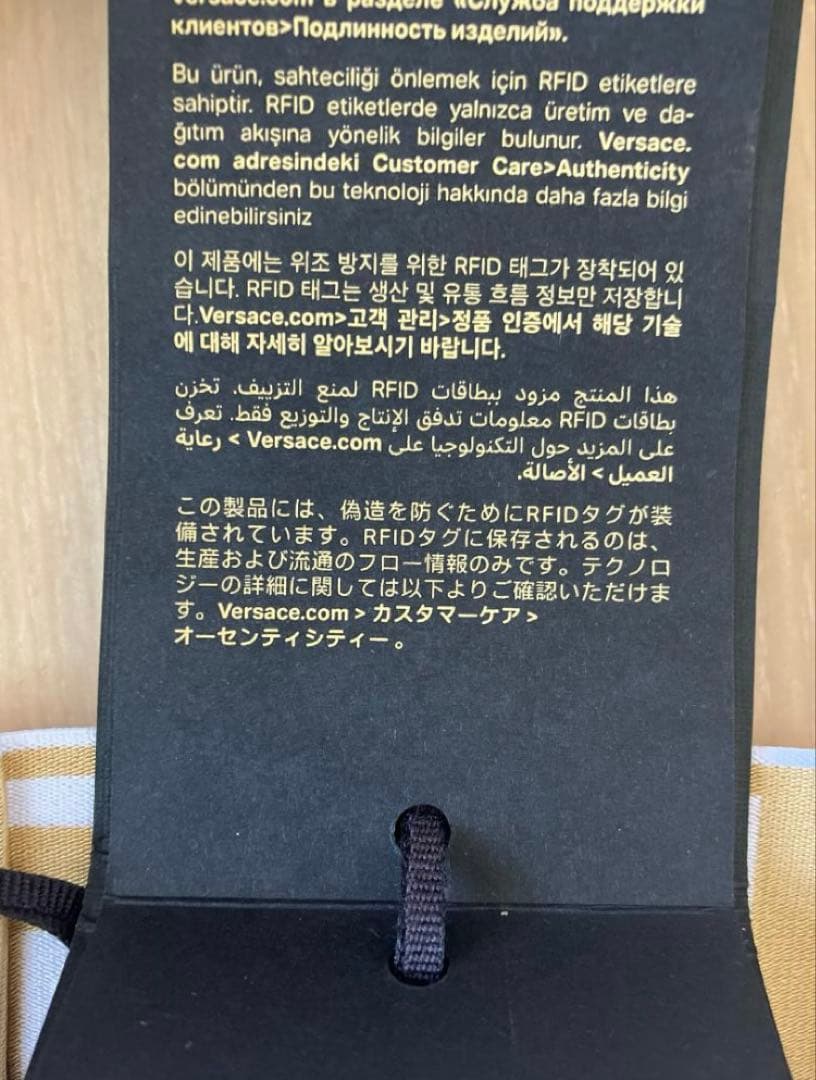 versace.com в разделе «Служба поддержки
клиентов>Подлинность изделий».
Bu ürün, sahteciliği önlemek için RFID etiketlere
sahiptir. RFID etiketlerde yalnızca üretim ve da-
ğıtım akışına yönelik bilgiler bulunur. Versace.
com adresindeki Customer Care>Authenticity
bölümünden bu teknoloji hakkında daha fazla bilgi
edinebilirsiniz
이 제품에는 위조 방지를 위한 RFID 태그가 장착되어 있
습니다. RFID 태그는 생산 및 유통 흐름 정보만 저장합니
다.Versace.com>고객 관리>정품 인증에서 해당 기술
에 대해 자세히 알아보시기 바랍니다.
هذا المنتج مزود ببطاقات RFID لمنع التزييف. تخزن
بطاقات RFID معلومات تدفق الإنتاج والتوزيع فقط. تعرف
على المزيد حول التكنولوجيا على Versace.com > رعاية
العميل > الأصالة.
この製品には、偽造を防ぐためにRFIDタグが装
備されています。RFIDタグに保存されるのは、
生産および流通のフロー情報のみです。テクノロ
ジーの詳細に関しては以下よりご確認いただけま
す。Versace.com > カスタマーケア >
オーセンティシティー。